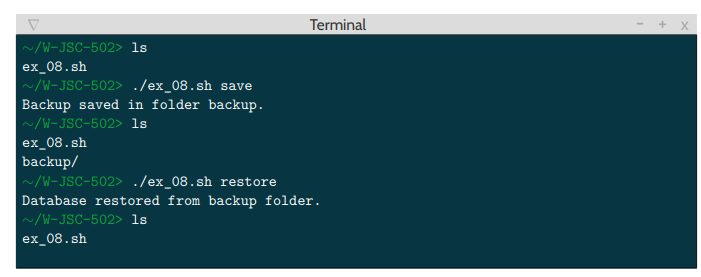 Terminal
~/W-JSC-502> ls
ex_08.sh
~/W-JSC-502> ./ex_08.sh save
Backup saved in folder backup.
~/W-JSC-502> ls
ex_08.sh
backup/
~/W-JSC-502> ./ex_08.sh restore
Database restored from backup folder.
~/W-JSC-502> ls
ex_08.sh